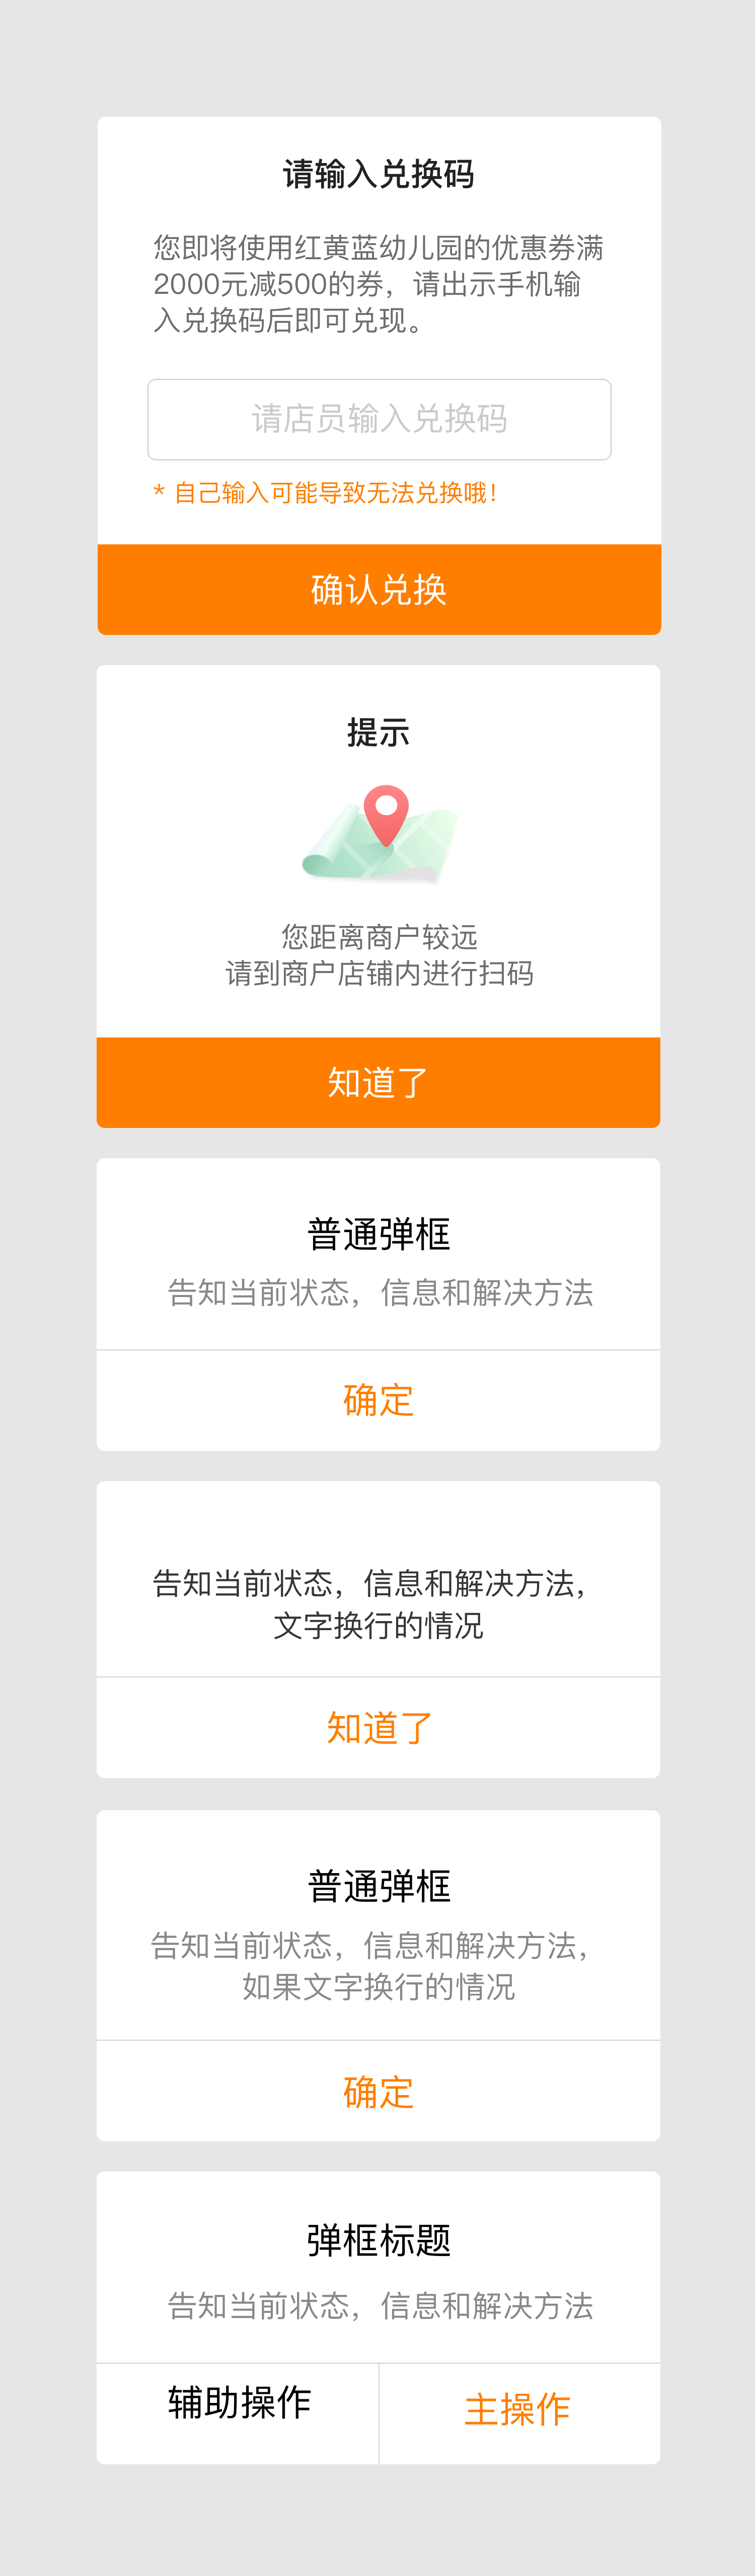 请输入兑换码
您即将使用红黄蓝幼儿园的优惠券满
2000元减500的券，请出示手机输
入兑换码后即可兑现。
请店员输入兑换码
* 自己输入可能导致无法兑换哦！
确认兑换
提示
您距离商户较远
请到商户店铺内进行扫码
知道了
普通弹框
告知当前状态，信息和解决方法
确定
告知当前状态，信息和解决方法，
文字换行的情况
知道了
普通弹框
告知当前状态，信息和解决方法，
如果文字换行的情况
确定
弹框标题
告知当前状态，信息和解决方法
辅助操作
主操作